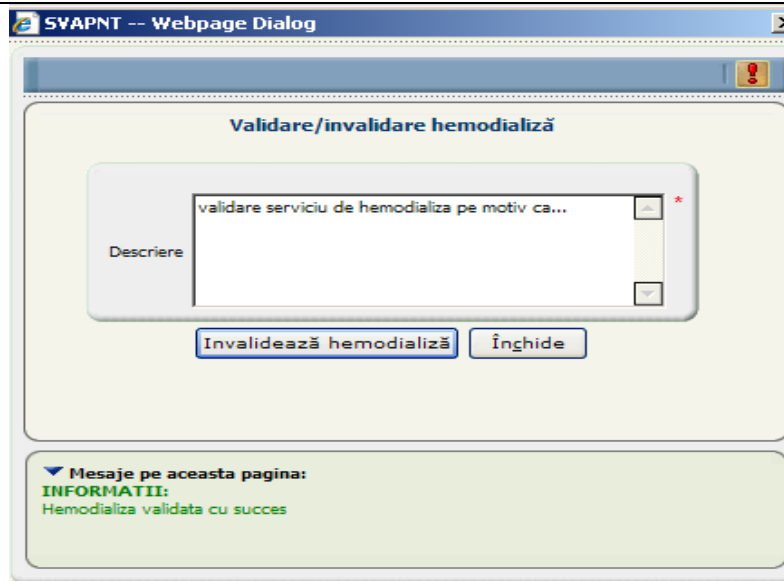 SVAPNT -- Webpage Dialog
Validare/invalidare hemodializă
validare serviciu de hemodializa pe motiv ca...
*
Descriere
Invalidează hemodializă
Închide
Mesaje pe aceasta pagina:
INFORMATII:
Hemodializa validata cu succes